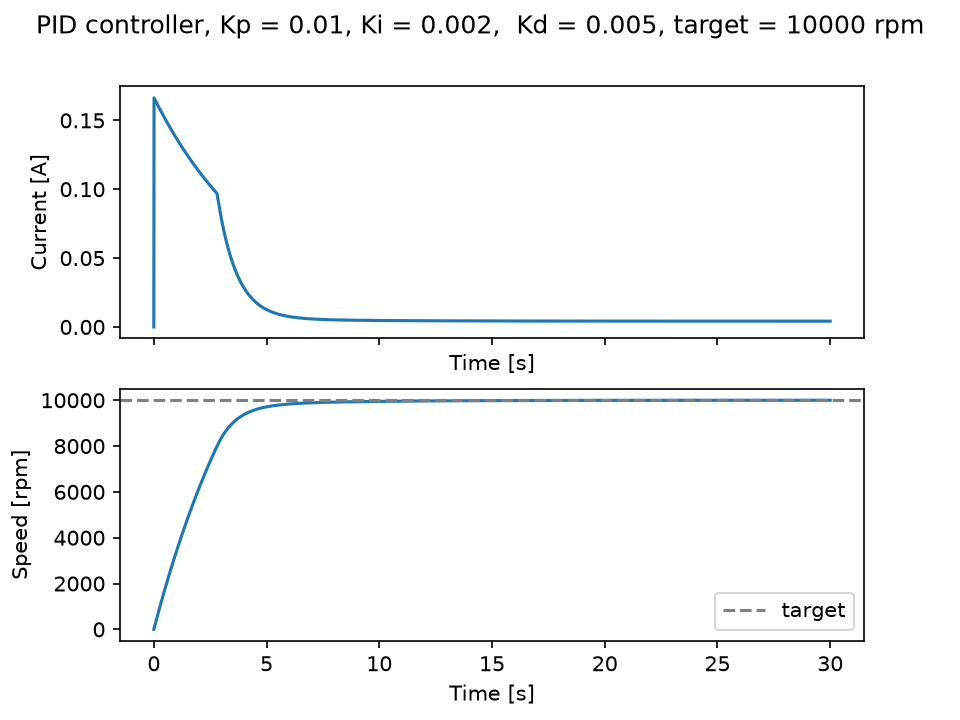 PID controller, Kp = 0.01, Ki = 0.002,  Kd = 0.005, target = 10000 rpm
Current [A]
0.15
0.10
0.05
0.00
Time [s]
Speed [rpm]
10000
8000
6000
4000
2000
0
target
0 5 10 15 20 25 30
Time [s]